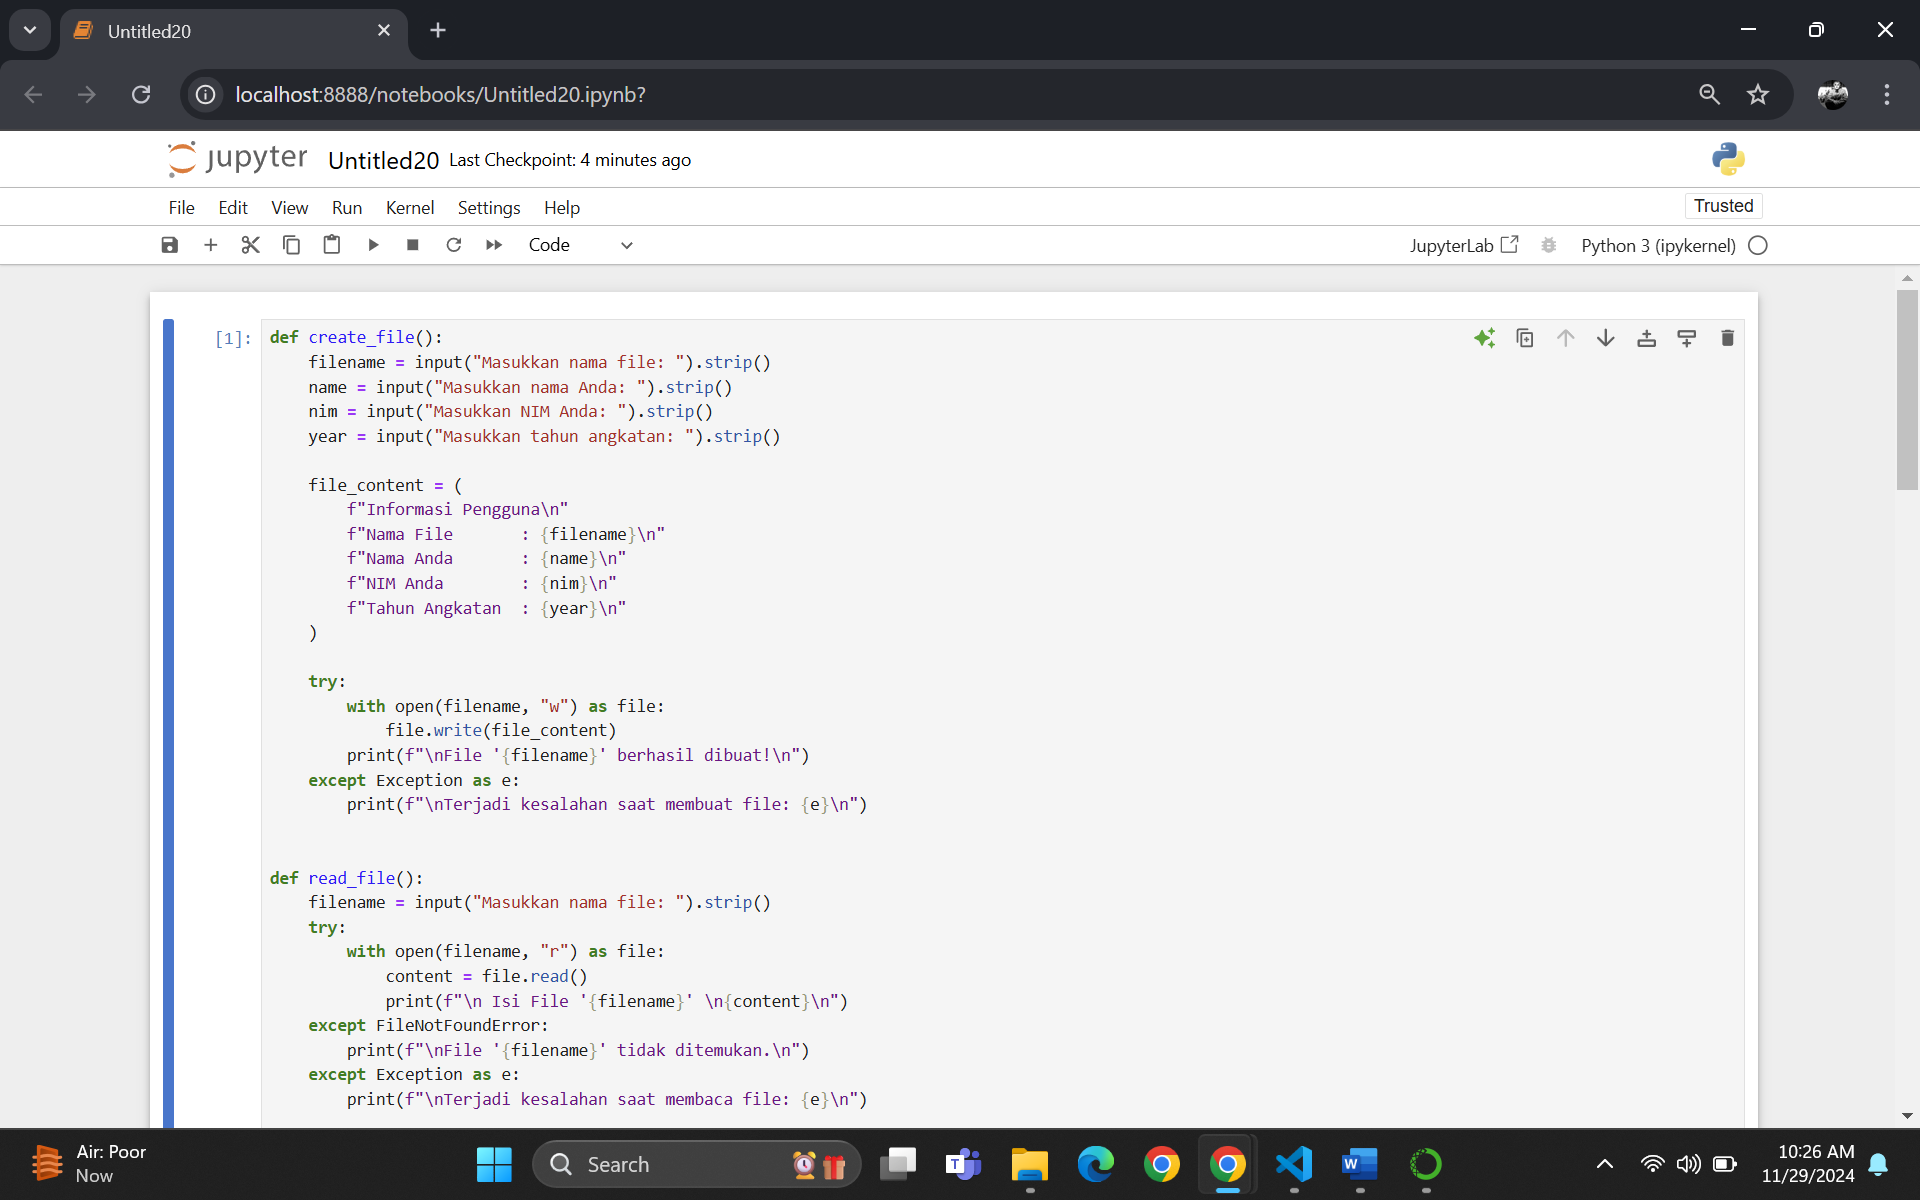 Untitled20
localhost:8888/notebooks/Untitled20.ipynb?
jupyter Untitled20 Last Checkpoint: 4 minutes ago
File Edit View Run Kernel Settings Help
Trusted
Code
JupyterLab
Python 3 (ipykernel)
[1]:
def create_file():
    filename = input("Masukkan nama file: ").strip()
    name = input("Masukkan nama Anda: ").strip()
    nim = input("Masukkan NIM Anda: ").strip()
    year = input("Masukkan tahun angkatan: ").strip()

    file_content = (
        f"Informasi Pengguna\n"
        f"Nama File       : {filename}\n"
        f"Nama Anda       : {name}\n"
        f"NIM Anda        : {nim}\n"
        f"Tahun Angkatan  : {year}\n"
    )

    try:
        with open(filename, "w") as file:
            file.write(file_content)
        print(f"\nFile '{filename}' berhasil dibuat!\n")
    except Exception as e:
        print(f"\nTerjadi kesalahan saat membuat file: {e}\n")


def read_file():
    filename = input("Masukkan nama file: ").strip()
    try:
        with open(filename, "r") as file:
            content = file.read()
            print(f"\n Isi File '{filename}' \n{content}\n")
    except FileNotFoundError:
        print(f"\nFile '{filename}' tidak ditemukan.\n")
    except Exception as e:
        print(f"\nTerjadi kesalahan saat membaca file: {e}\n")
Air: Poor
Now
Search
10:26 AM
11/29/2024